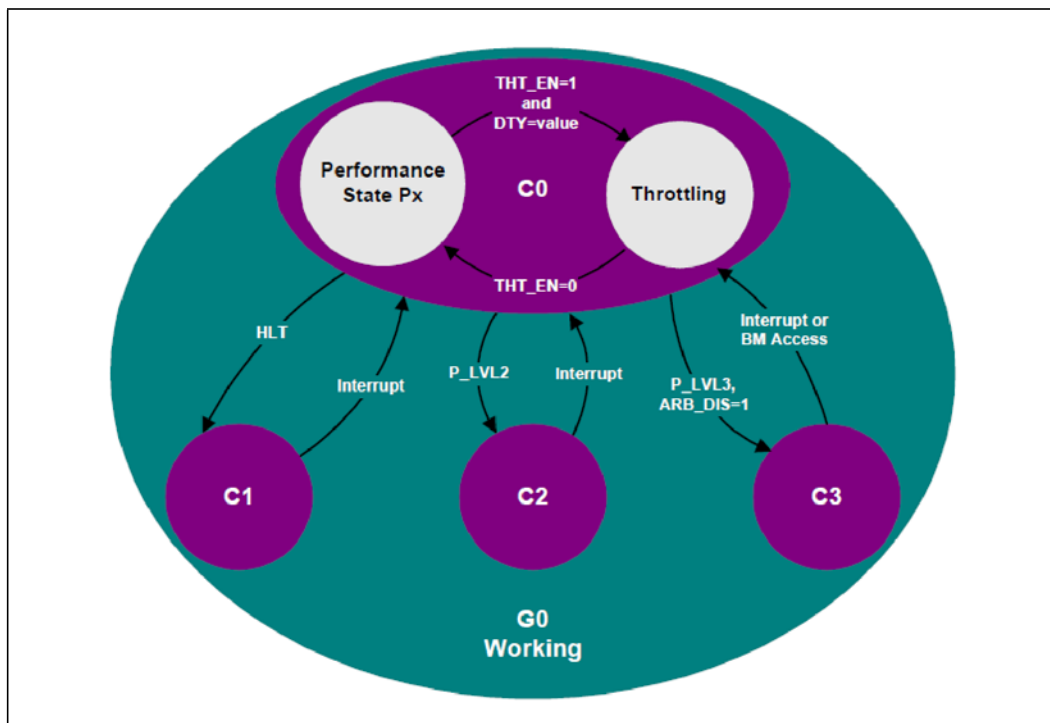 THT_EN=1
and
DTY=value
Performance
State Px
C0
Throttling
THT_EN=0
HLT
Interrupt
P_LVL2
Interrupt
P_LVL3,
ARB_DIS=1
Interrupt or
BM Access
C1
C2
C3
G0
Working